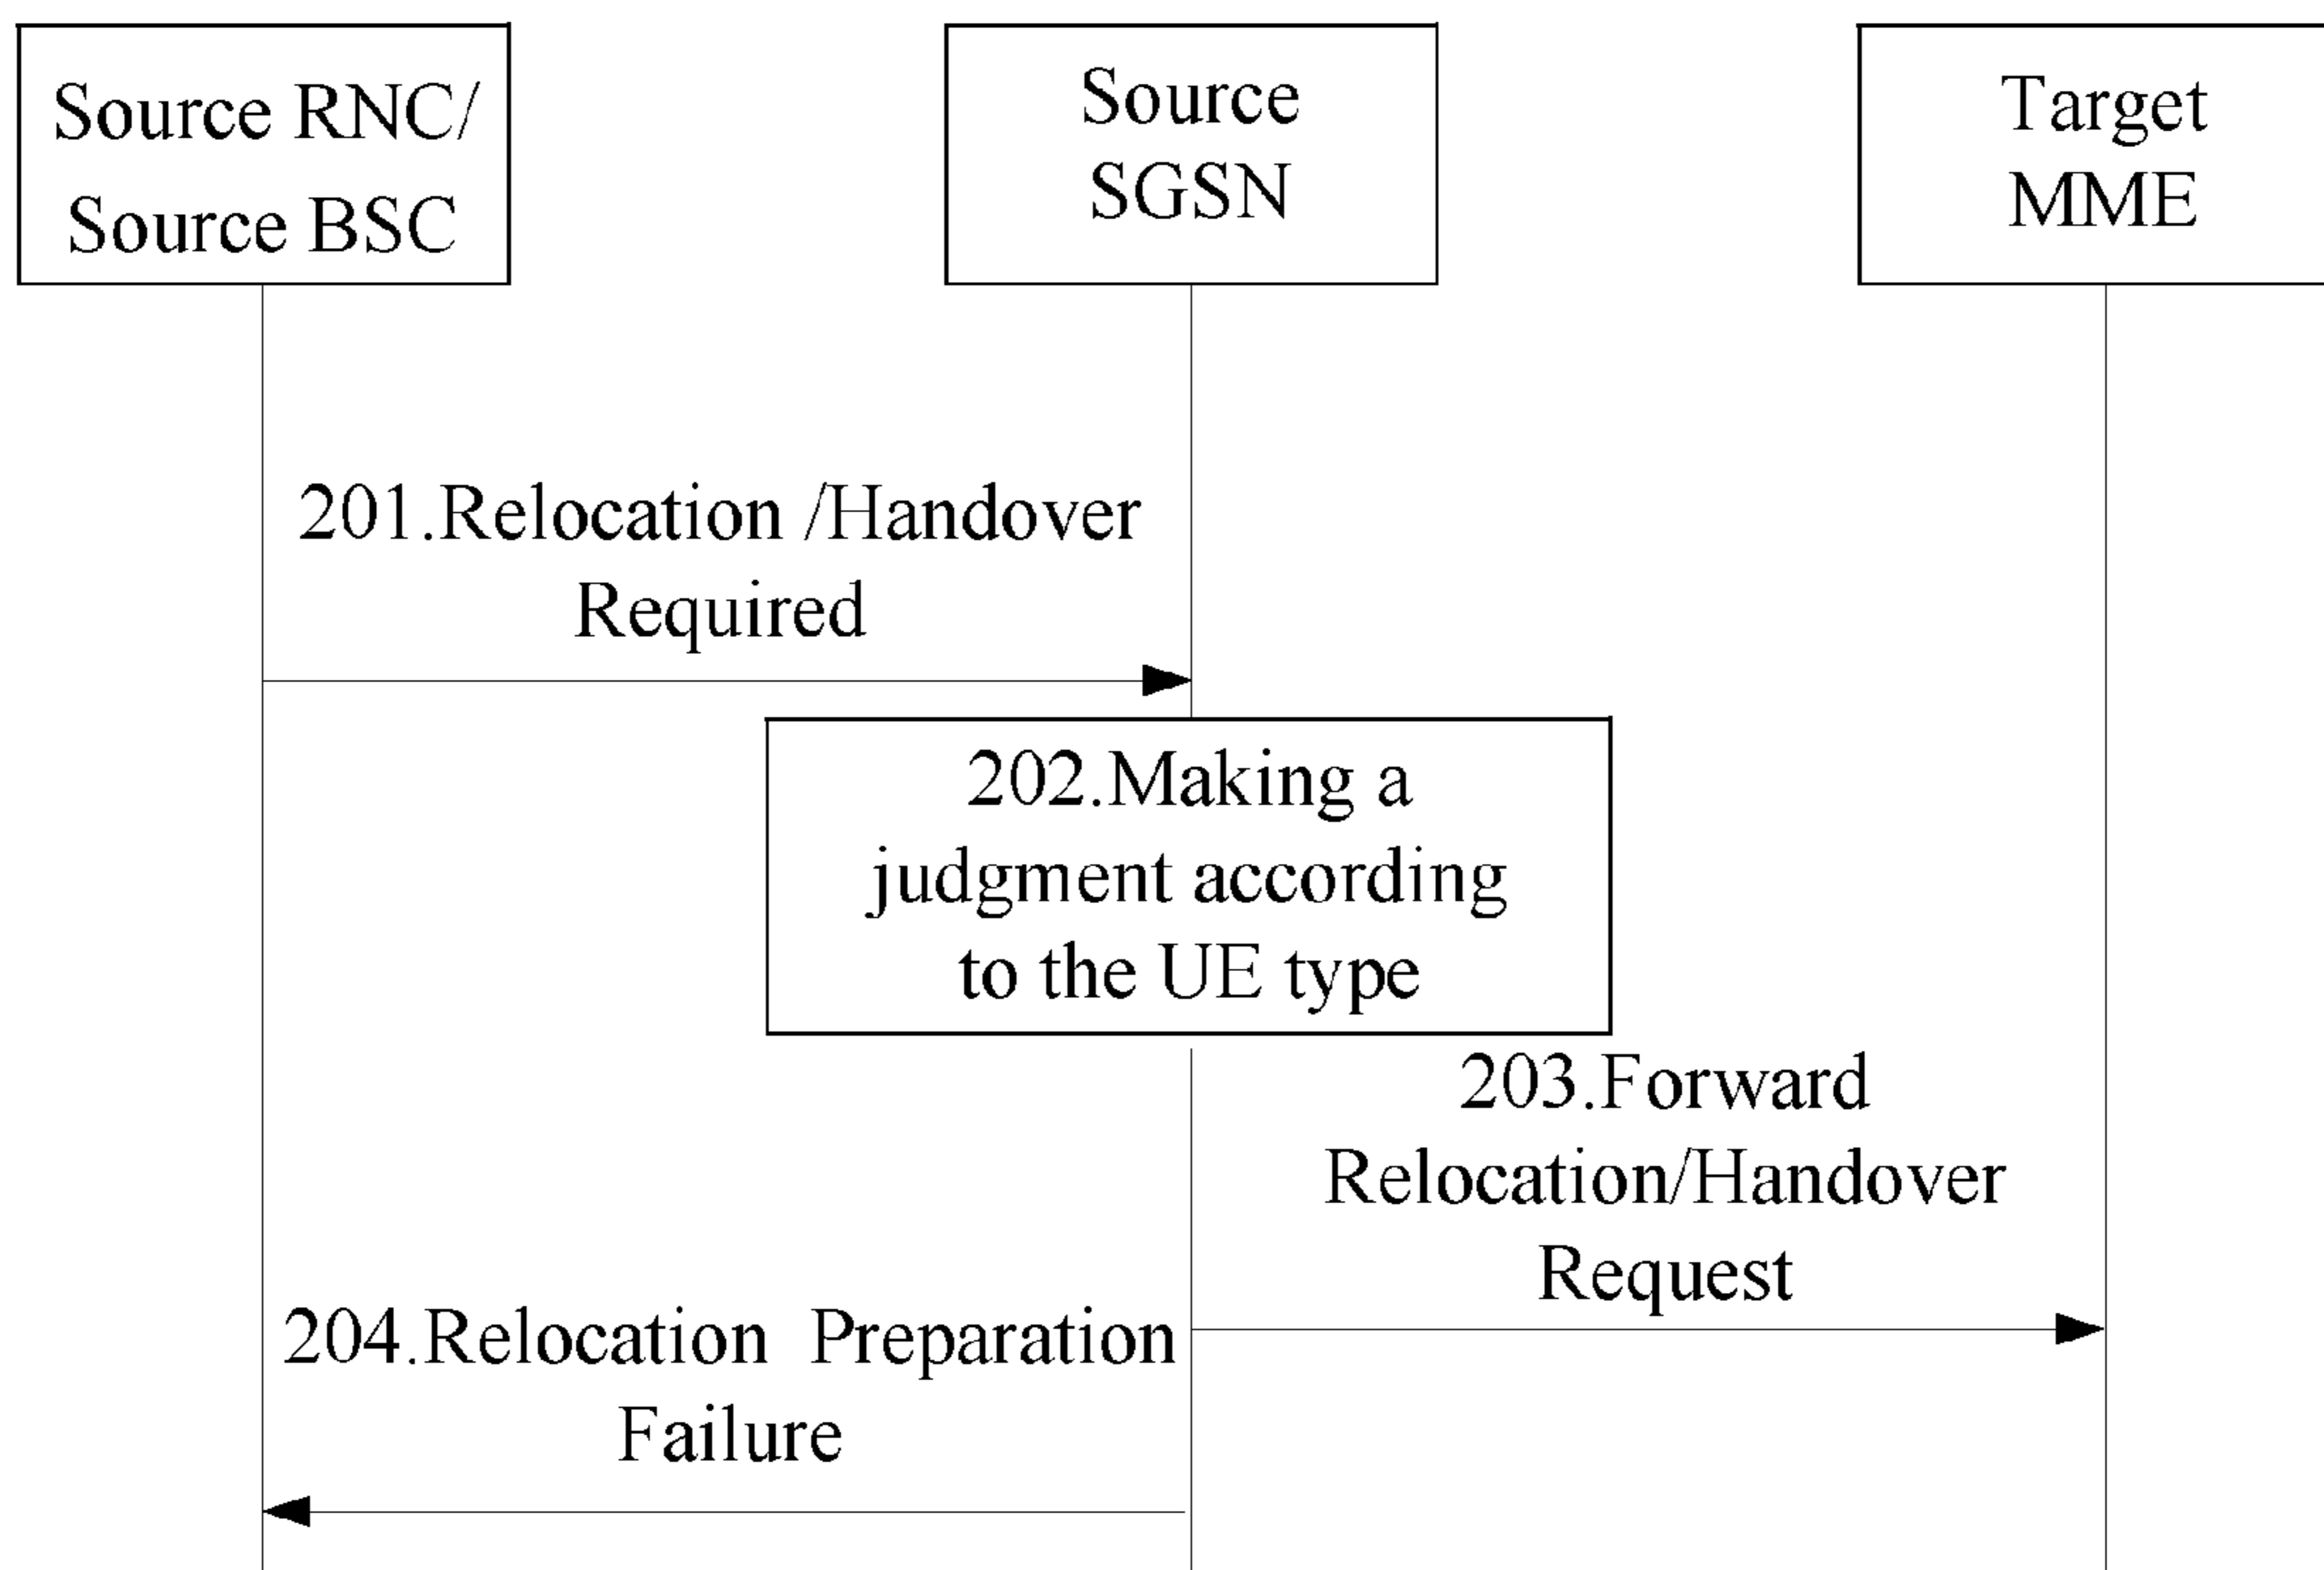 Source RNC/
Source BSC
Source
SGSN
Target
MME
201.Relocation /Handover
Required
202.Making a
judgment according
to the UE type
203.Forward
Relocation/Handover
Request
204.Relocation Preparation
Failure